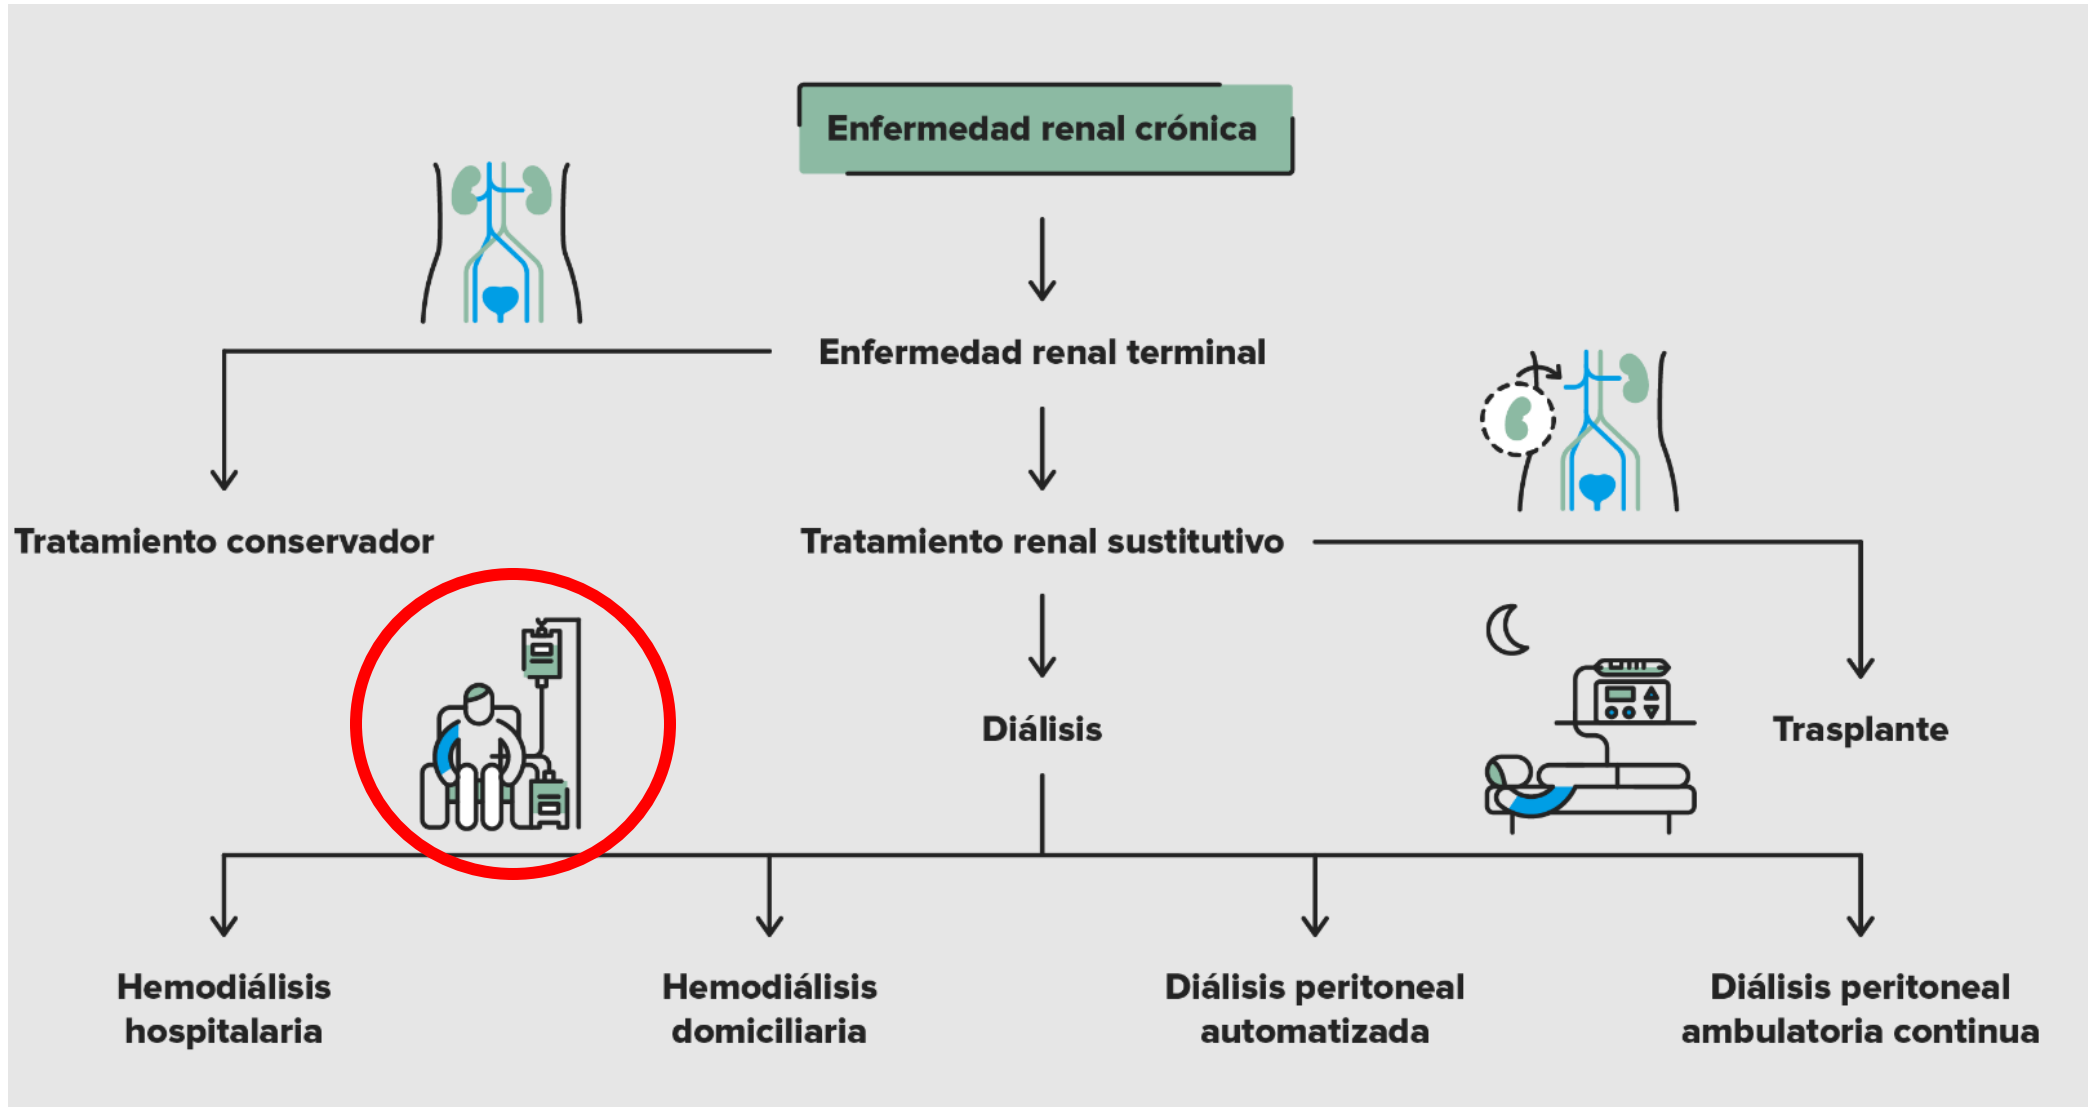 Enfermedad renal crónica
Enfermedad renal terminal
Tratamiento conservador
Tratamiento renal sustitutivo
Diálisis
Trasplante
Hemodiálisis
hospitalaria
Hemodiálisis
domiciliaria
Diálisis peritoneal
automatizada
Diálisis peritoneal
ambulatoria continua